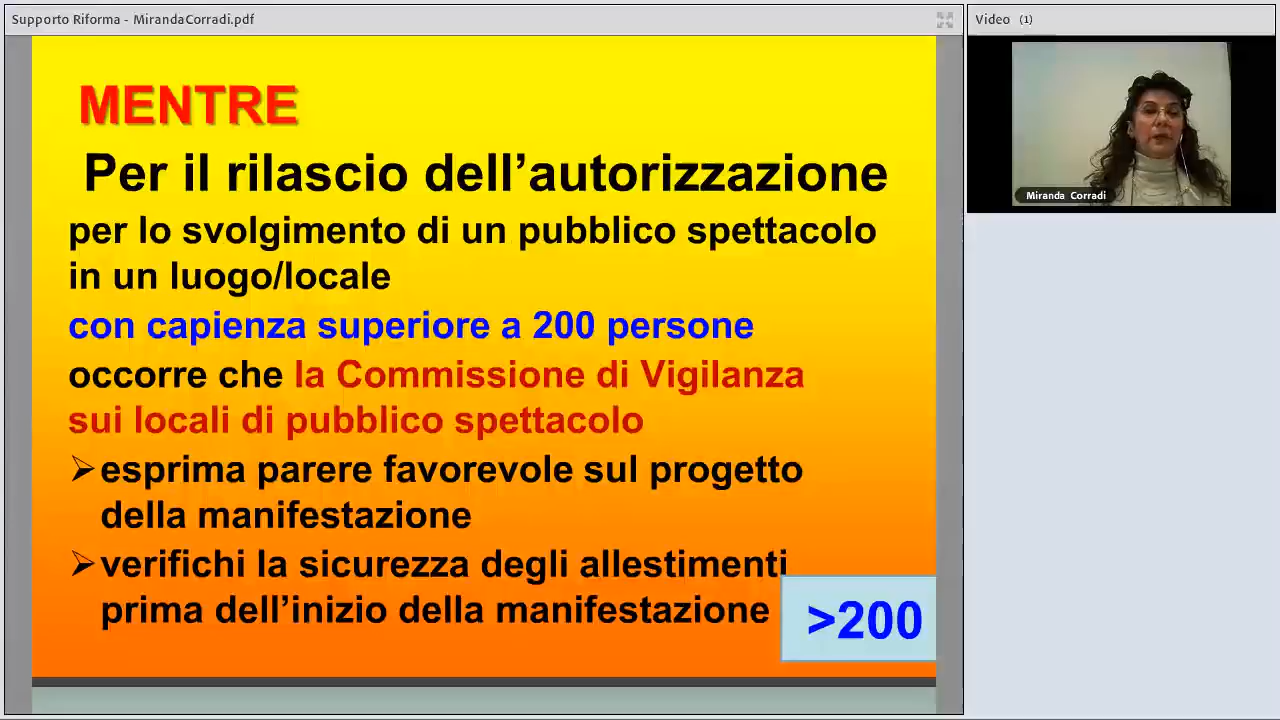 Supporto Riforma - MirandaCorradi.pdf
Video (1)
Miranda Corradi
MENTRE
Per il rilascio dell’autorizzazione
per lo svolgimento di un pubblico spettacolo
in un luogo/locale
con capienza superiore a 200 persone
occorre che la Commissione di Vigilanza
sui locali di pubblico spettacolo
➢esprima parere favorevole sul progetto
della manifestazione
➢verifichi la sicurezza degli allestimenti
prima dell’inizio della manifestazione
>200